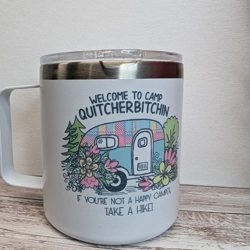 WELCOME TO CAMP
QUITCHERBITCHIN
IF YOU'RE NOT A HAPPY CAMPER,
TAKE A HIKE!